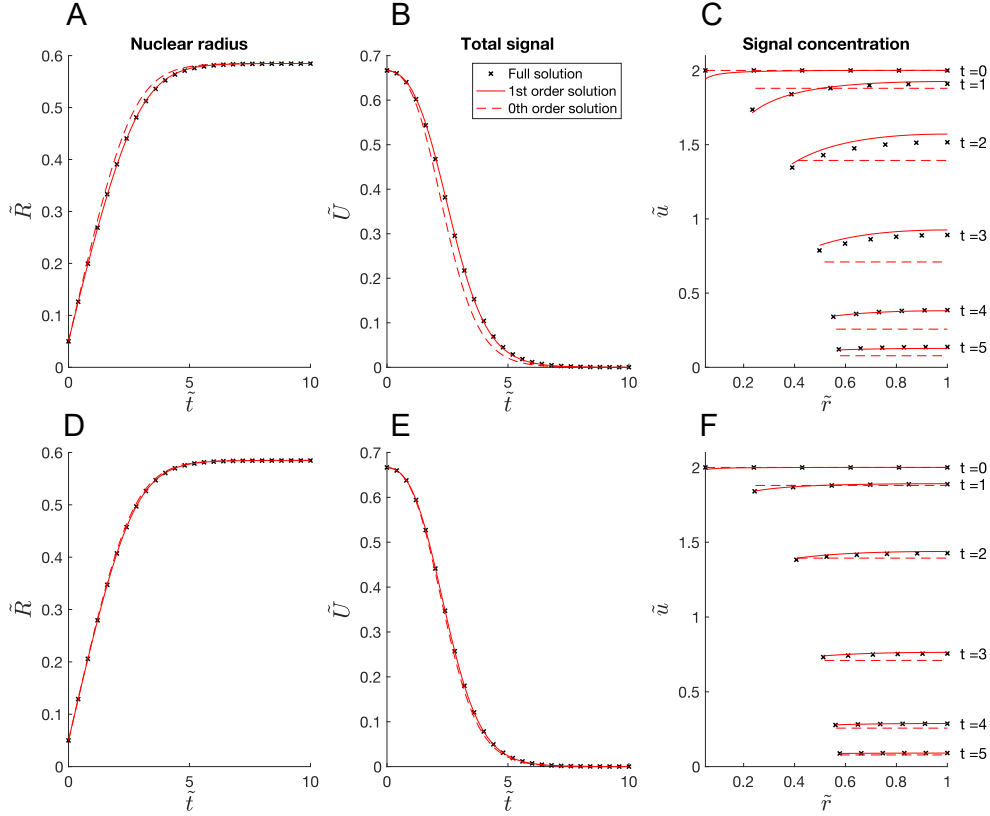 A
B
C
Nuclear radius
Total signal
Signal concentration
0.6
0.5
0.4
0.3
0.2
0.1
0
0
5
10
R̃
t̃
0.7
0.6
0.5
0.4
0.3
0.2
0.1
0
0
5
10
Ũ
t̃
Full solution
1st order solution
0th order solution
2
1.5
1
0.5
0
0.2
0.4
0.6
0.8
1
ũ
r̃
t =0
t =1
t =2
t =3
t =4
t =5
D
E
F
0.6
0.5
0.4
0.3
0.2
0.1
0
0
5
10
R̃
t̃
0.7
0.6
0.5
0.4
0.3
0.2
0.1
0
0
5
10
Ũ
t̃
2
1.5
1
0.5
0
0.2
0.4
0.6
0.8
1
ũ
r̃
t =0
t =1
t =2
t =3
t =4
t =5